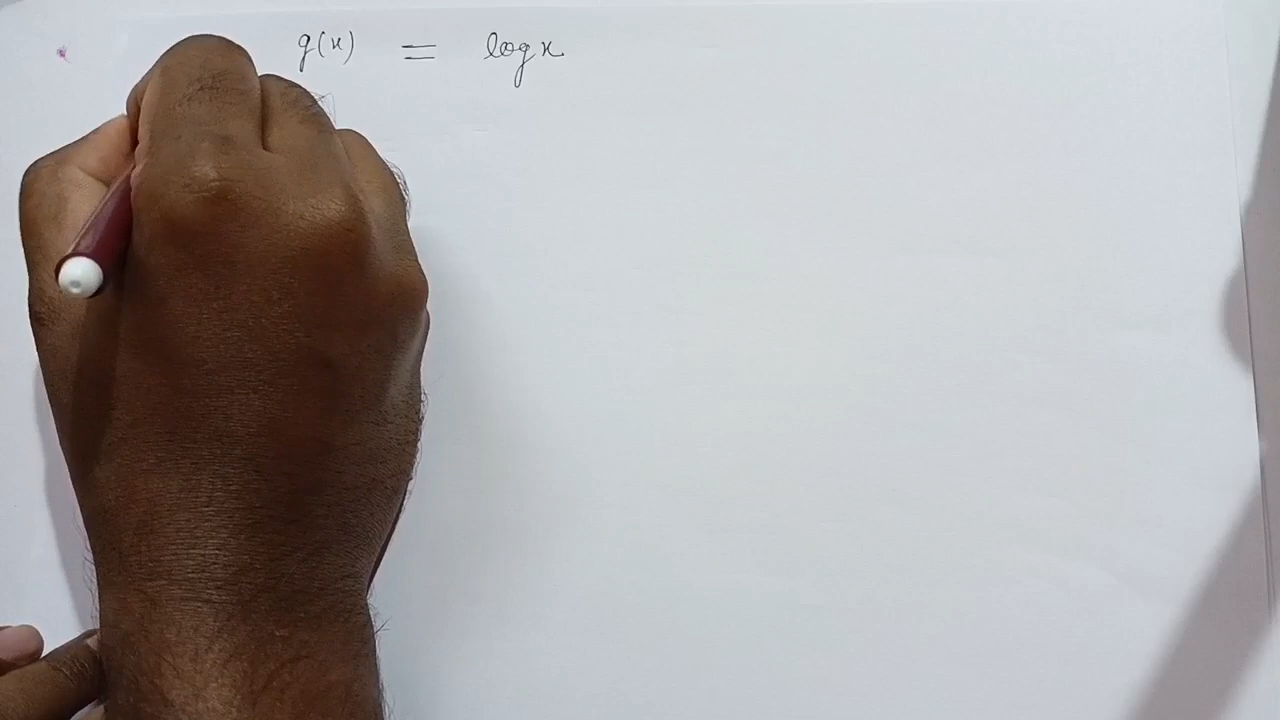 g(x) = log x